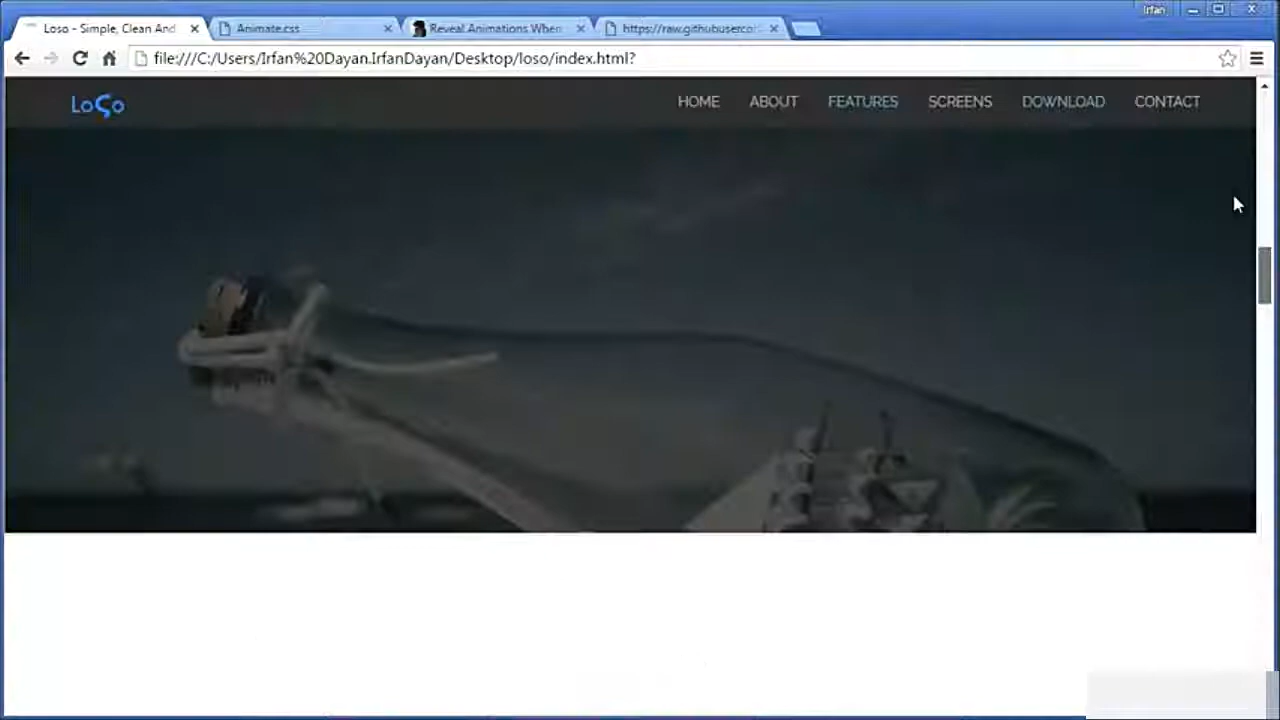 Irfan
Loso - Simple, Clean And
Animate.css
Reveal Animations When
https://raw.githubuserco
file:///C:/Users/Irfan%20Dayan.IrfanDayan/Desktop/loso/index.html?
Loso
HOME ABOUT FEATURES SCREENS DOWNLOAD CONTACT